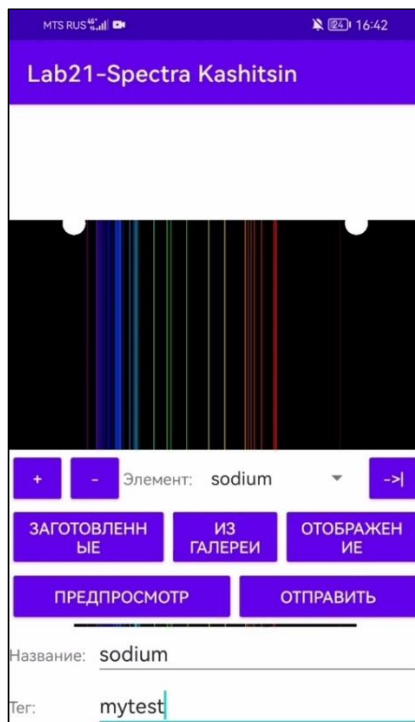 MTS RUS 24 16:42
Lab21-Spectra Kashitsin
+ - Элемент: sodium ->|
ЗАГОТОВЛЕНН
ЫЕ
ИЗ
ГАЛЕРЕИ
ОТОБРАЖЕН
ИЕ
ПРЕДПРОСМОТР ОТПРАВИТЬ
Название: sodium
Тег: mytest